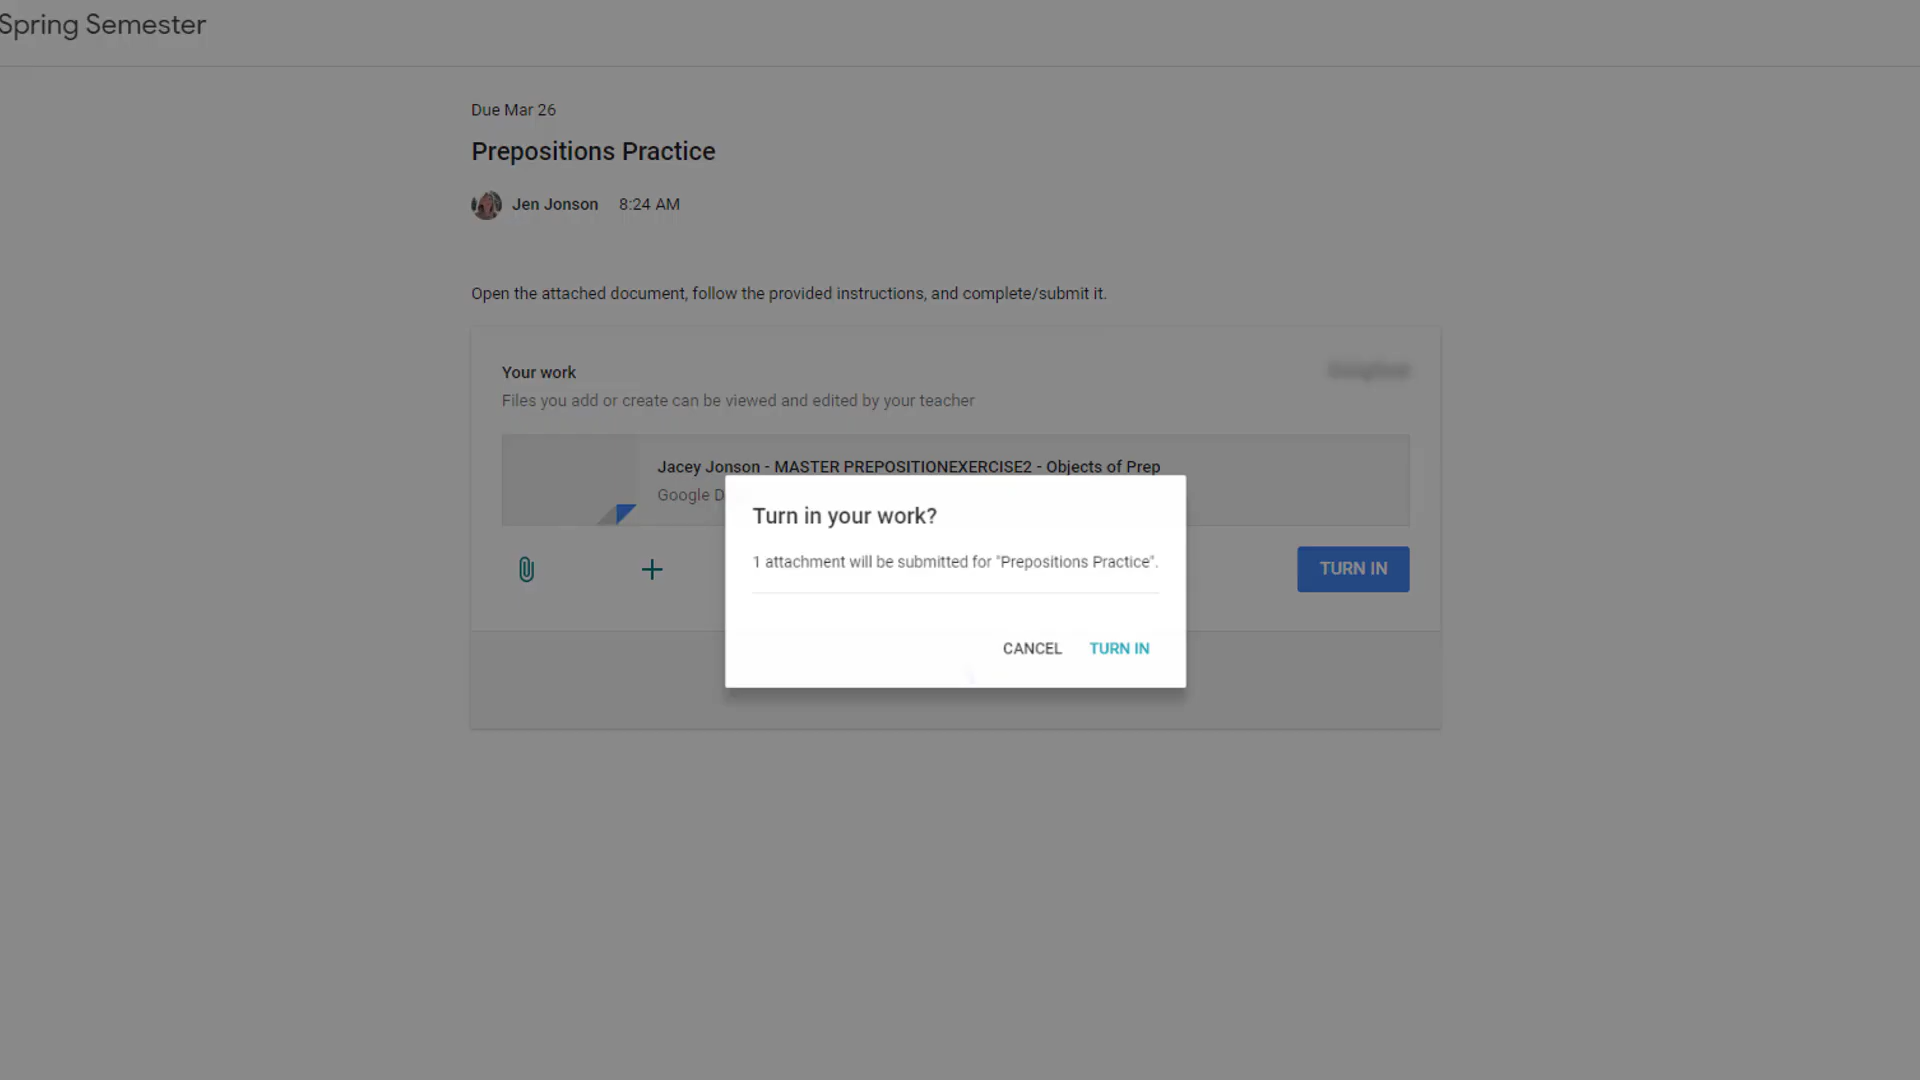 Spring Semester
Due Mar 26
Prepositions Practice
Jen Jonson 8:24 AM
Open the attached document, follow the provided instructions, and complete/submit it.
Your work
Files you add or create can be viewed and edited by your teacher
Jacey Jonson - MASTER PREPOSITIONEXERCISE2 - Objects of Prep
Google D
Turn in your work?
1 attachment will be submitted for "Prepositions Practice".
TURN IN
CANCEL TURN IN